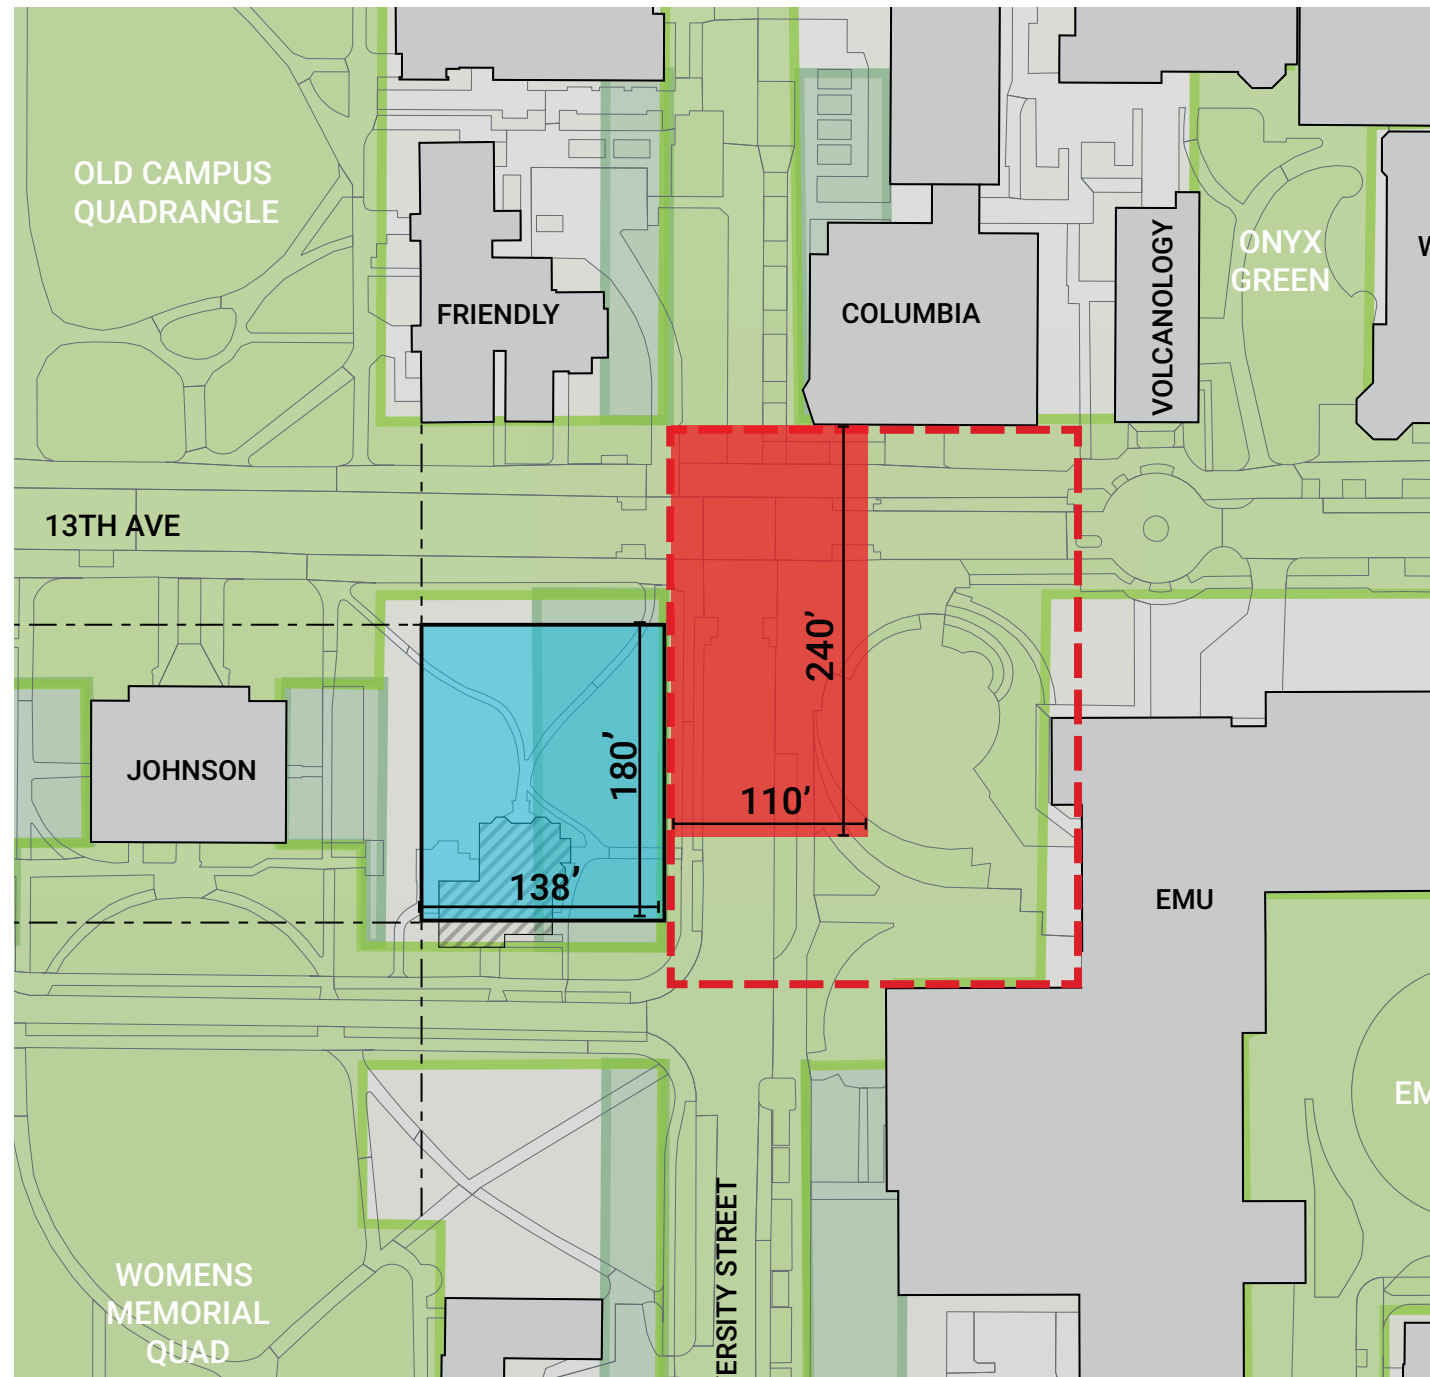 OLD CAMPUS
QUADRANGLE
FRIENDLY
COLUMBIA
VOLCANOLOGY
ONYX
GREEN
W
13TH AVE
240’
180’
110’
138’
JOHNSON
EMU
EM
WOMENS
MEMORIAL
QUAD
ERSITY STREET